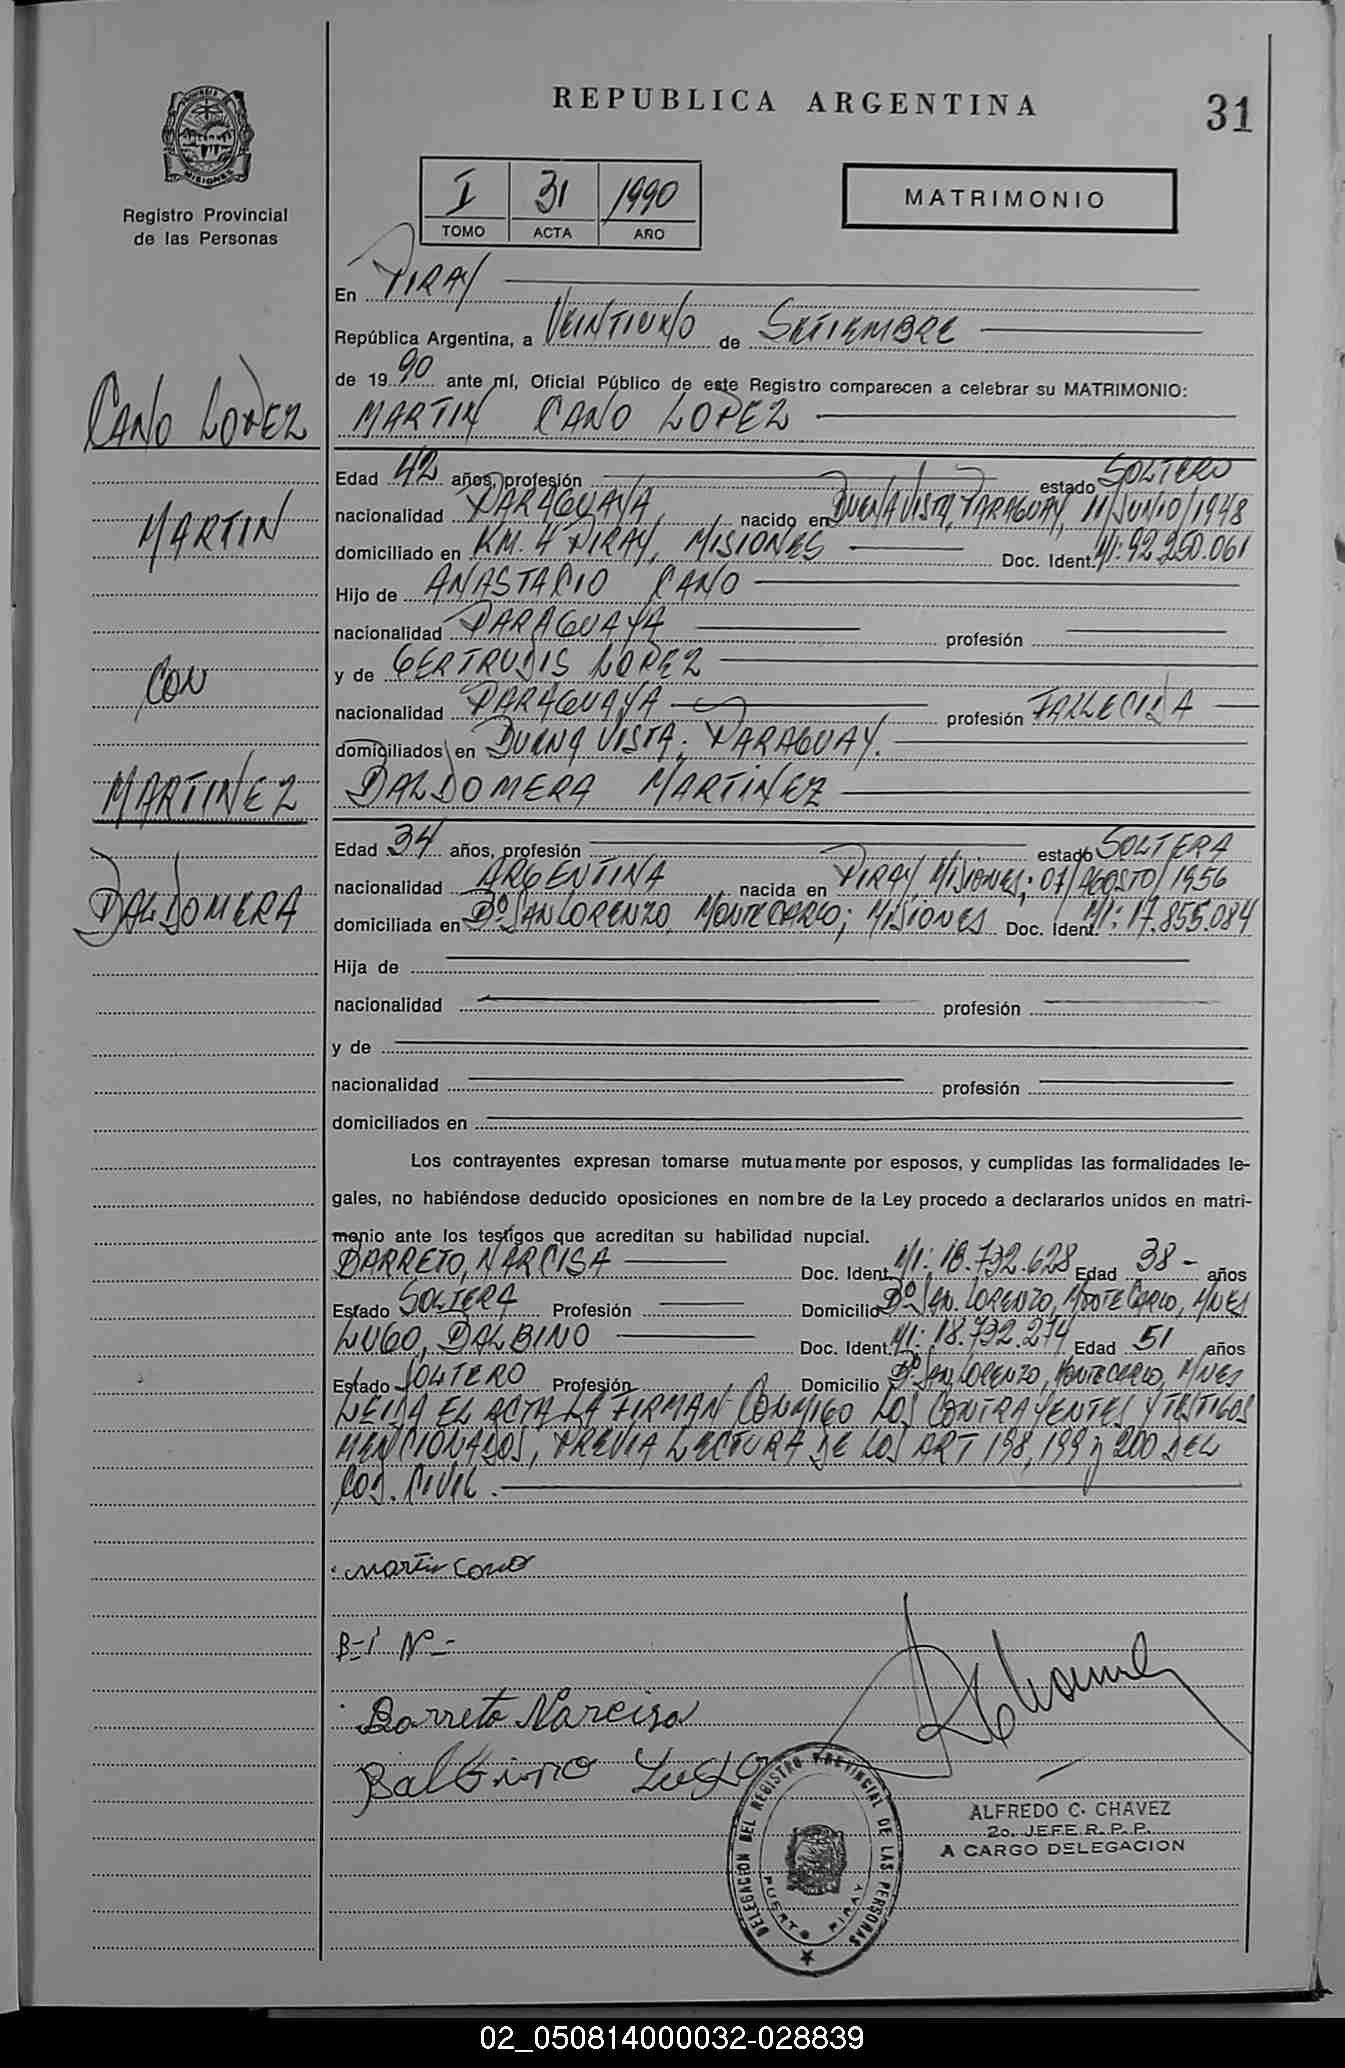 REPUBLICA ARGENTINA
31
PROVINCIA DE MISIONES
Registro Provincial
de las Personas
I 31 1990
TOMO ACTA AÑO
MATRIMONIO
En PIRAY
República Argentina, a VEINTIUNO de SETIEMBRE
de 1990 ante mí, Oficial Público de este Registro comparecen a celebrar su MATRIMONIO:
CANO LOPEZ
MARTIN
CON
MARTINEZ
BALDOMERA
MARTIN CANO LOPEZ
Edad 42 años, profesión estado SOLTERO
nacionalidad PARAGUAYA nacido en BUENA VISTA, PARAGUAY, 11/JUNIO/1948
domiciliado en KM. 4 PIRAY, MISIONES Doc. Ident. M/I: 92.250.061
Hijo de ANASTACIO CANO
nacionalidad PARAGUAYA profesión
y de GERTRUDIS LOPEZ
nacionalidad PARAGUAYA profesión FALLECIDA
domiciliados en BUENA VISTA; PARAGUAY.
BALDOMERA MARTINEZ
Edad 34 años, profesión estado SOLTERA
nacionalidad ARGENTINA nacida en PIRAY MISIONES; 07/AGOSTO/1956
domiciliada en Bº SAN LORENZO, MONTECARLO; MISIONES Doc. Ident. M/I: 17.855.084
Hija de
nacionalidad profesión
y de
nacionalidad profesión
domiciliados en
Los contrayentes expresan tomarse mutuamente por esposos, y cumplidas las formalidades le-
gales, no habiéndose deducido oposiciones en nombre de la Ley procedo a declararlos unidos en matri-
monio ante los testigos que acreditan su habilidad nupcial.
BARRETO, NARCISA Doc. Ident. M/I: 18.732.628 Edad 38 - años
Estado SOLTERA Profesión Domicilio Bº SAN LORENZO, MONTECARLO, MNES
LUGO, BALBINO Doc. Ident. M/I: 18.732.274 Edad 51 años
Estado SOLTERO Profesión Domicilio Bº SAN LORENZO, MONTECARLO, MNES
LEIDA EL ACTA LA FIRMAN CONMIGO LOS CONTRAYENTES Y TESTIGOS
MENCIONADOS, PREVIA LECTURA DE LOS ART 198, 199 y 200 DEL
COD. CIVIL.
Martin Cano
Barreto Narcisa
Balbino Lugo
DELEGACION DEL REGISTRO PROVINCIAL DE LAS PERSONAS
PUERTO PIRAY
ALFREDO C. CHAVEZ
2o. JEFE R. P. P.
A CARGO DELEGACION
02_050814000032-028839